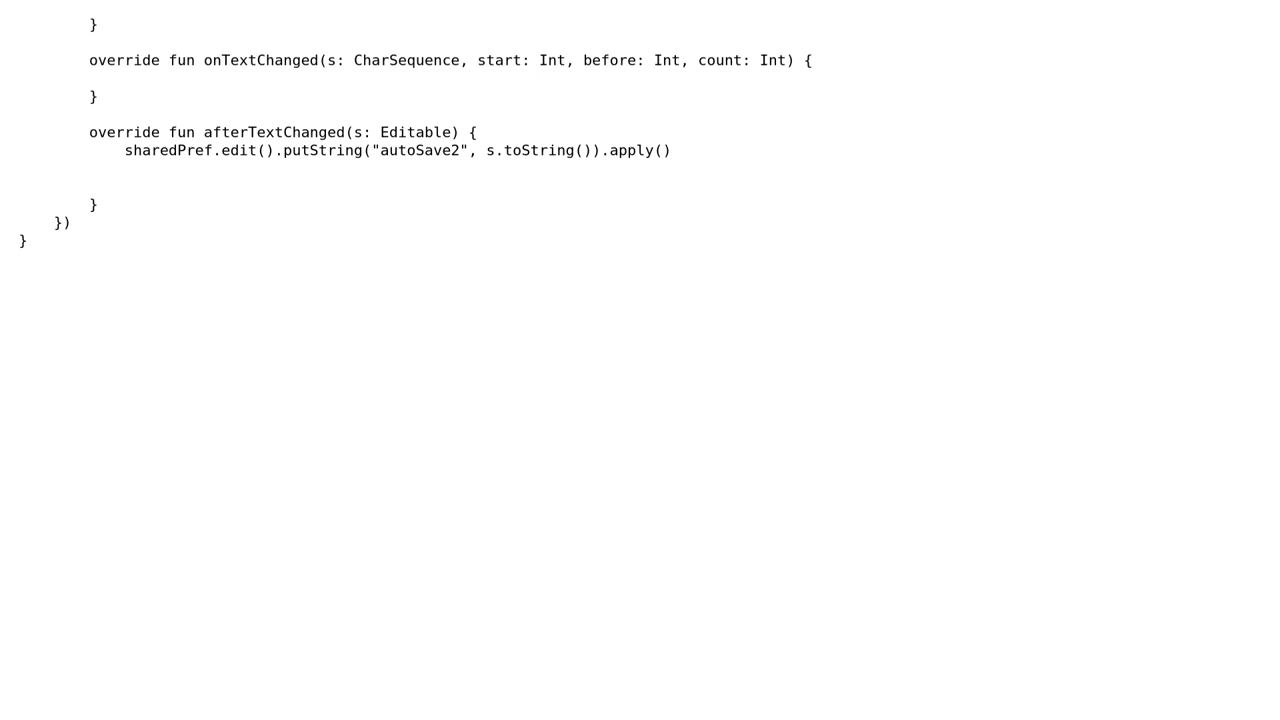 }

        override fun onTextChanged(s: CharSequence, start: Int, before: Int, count: Int) {

        }

        override fun afterTextChanged(s: Editable) {
            sharedPref.edit().putString("autoSave2", s.toString()).apply()


        }
    })
}